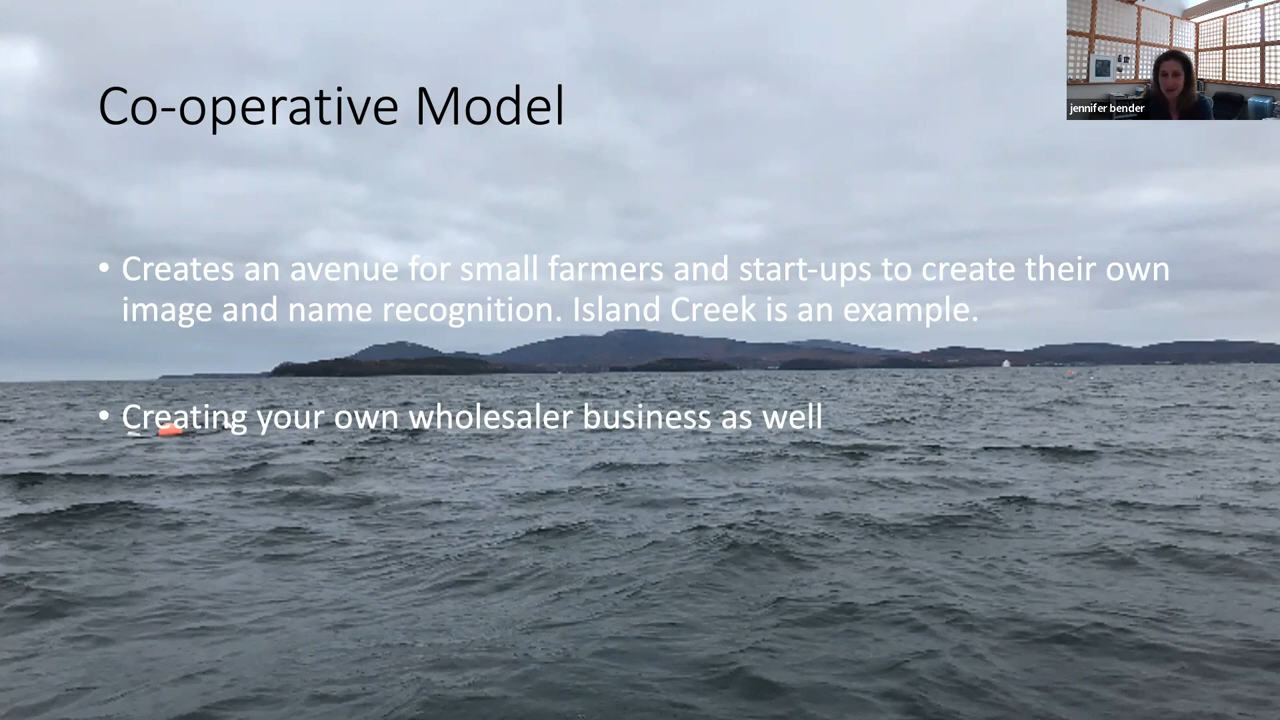 Co-operative Model
jennifer bender
• Creates an avenue for small farmers and start-ups to create their own
image and name recognition. Island Creek is an example.
• Creating your own wholesaler business as well